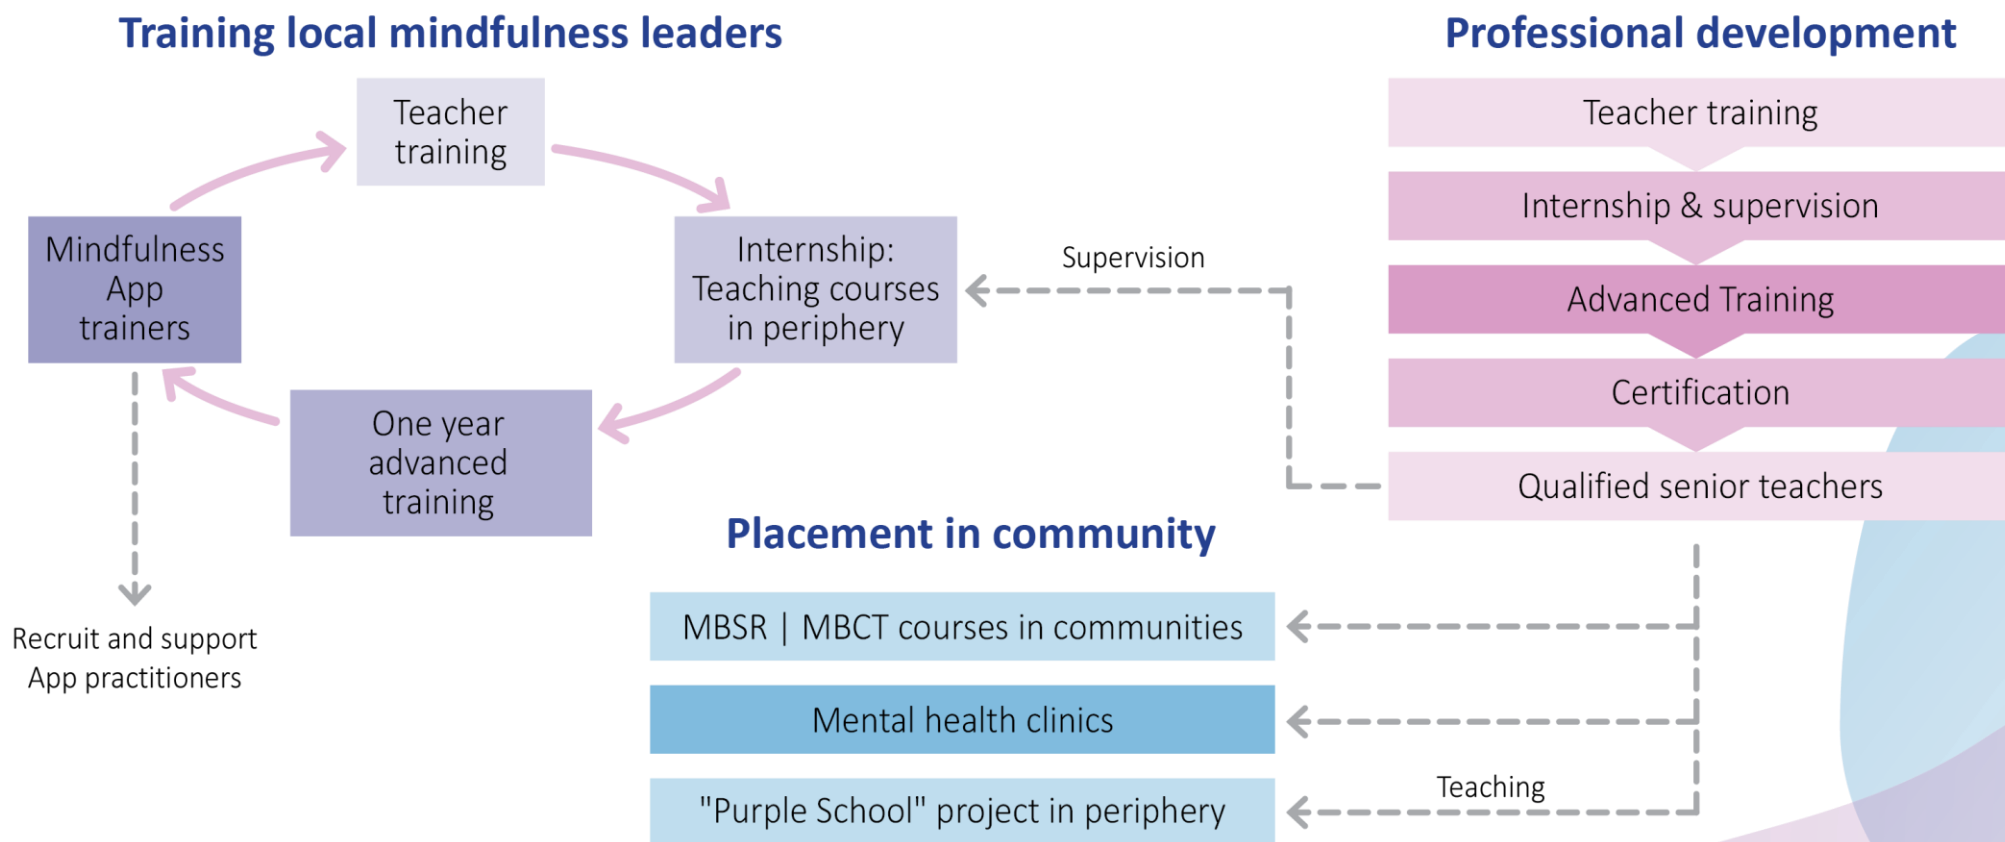 Training local mindfulness leaders
Teacher
training
Mindfulness
App
trainers
Internship:
Teaching courses
in periphery
One year
advanced
training
Recruit and support
App practitioners
Supervision
Professional development
Teacher training
Internship & supervision
Advanced Training
Certification
Qualified senior teachers
Placement in community
MBSR | MBCT courses in communities
Mental health clinics
"Purple School" project in periphery
Teaching